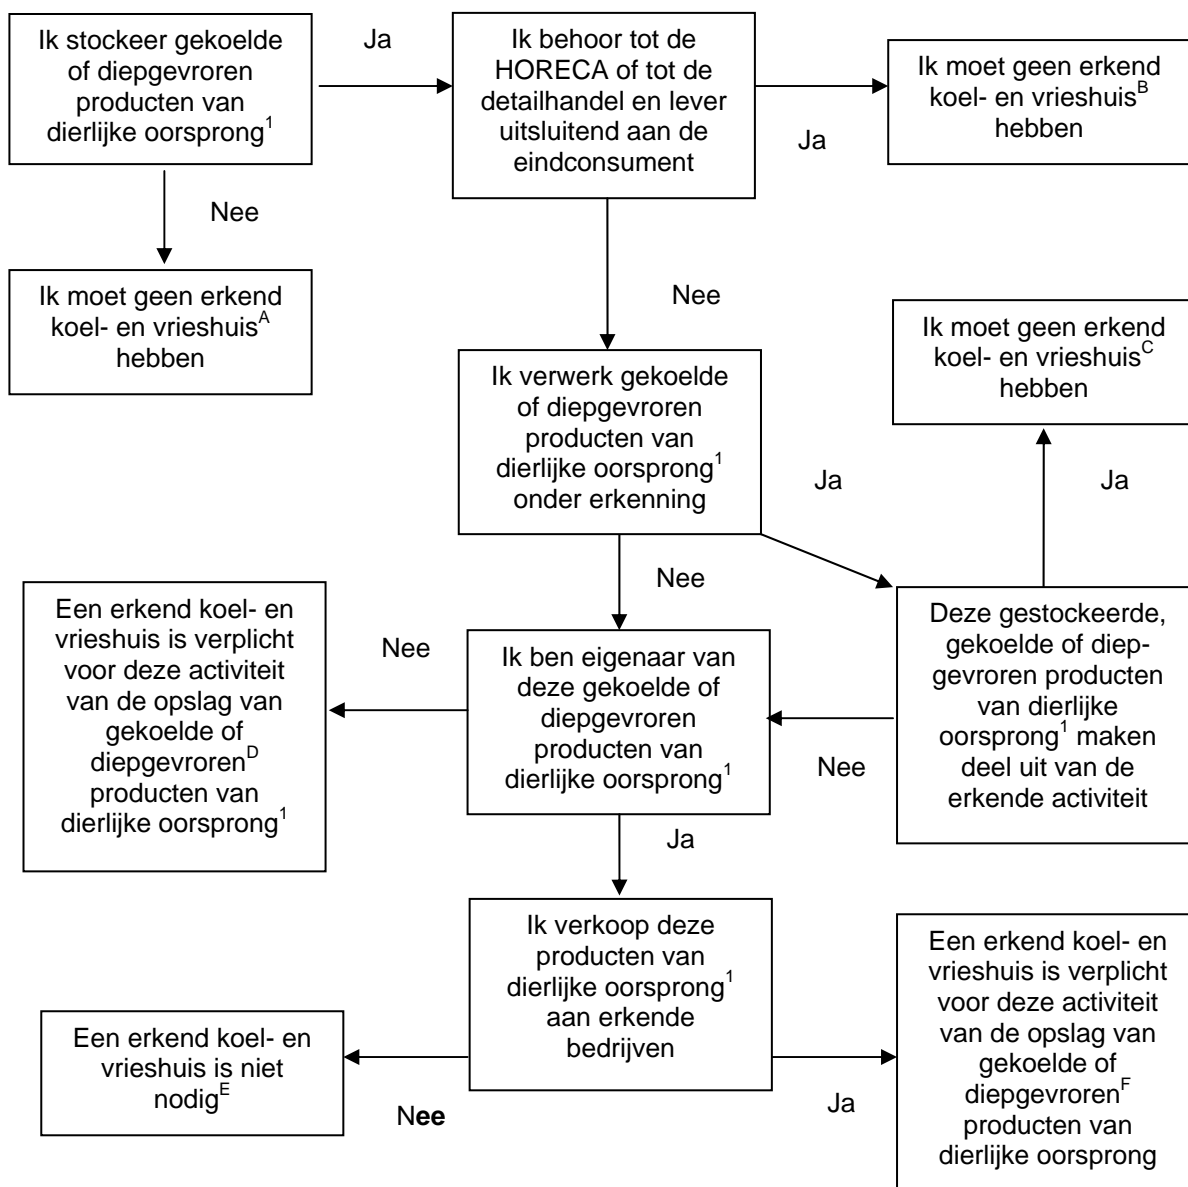 Ik stockeer gekoelde
of diepgevroren
producten van
dierlijke oorsprong1
Ja
Ik behoor tot de
HORECA of tot de
detailhandel en lever
uitsluitend aan de
eindconsument
Ja
Ik moet geen erkend
koel- en vrieshuisB
hebben
Nee
Ik moet geen erkend
koel- en vrieshuisA
hebben
Nee
Ik moet geen erkend
koel- en vrieshuisC
hebben
Ik verwerk gekoelde
of diepgevroren
producten van
dierlijke oorsprong1
onder erkenning
Ja
Ja
Nee
Een erkend koel- en
vrieshuis is verplicht
voor deze activiteit
van de opslag van
gekoelde of
diepgevrorenD
producten van
dierlijke oorsprong1
Nee
Ik ben eigenaar van
deze gekoelde of
diepgevroren
producten van
dierlijke oorsprong1
Nee
Deze gestockeerde,
gekoelde of diep-
gevroren producten
van dierlijke
oorsprong1 maken
deel uit van de
erkende activiteit
Ja
Ik verkoop deze
producten van
dierlijke oorsprong1
aan erkende
bedrijven
Een erkend koel- en
vrieshuis is niet
nodigE
Nee
Ja
Een erkend koel- en
vrieshuis is verplicht
voor deze activiteit
van de opslag van
gekoelde of
diepgevrorenF
producten van
dierlijke oorsprong